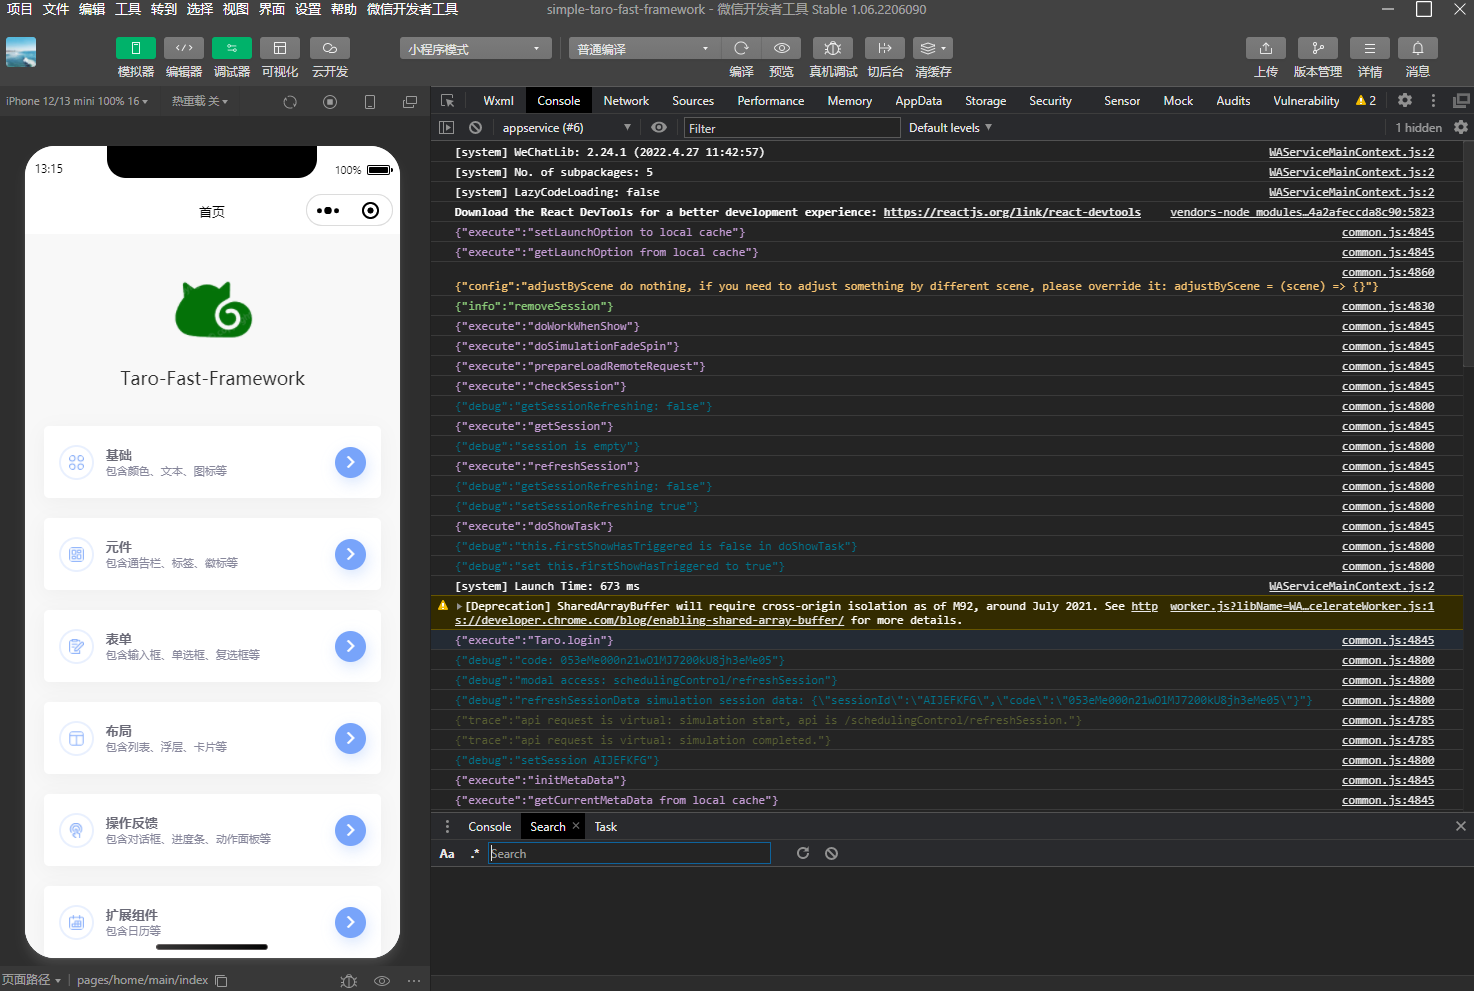 项目 文件 编辑 工具 转到 选择 视图 界面 设置 帮助 微信开发者工具
simple-taro-fast-framework - 微信开发者工具 Stable 1.06.2206090
小程序模式 普通编译
模拟器 编辑器 调试器 可视化 云开发 编译 预览 真机调试 切后台 清缓存 上传 版本管理 详情 消息
iPhone 12/13 mini 100% 16 热重载 关
Wxml Console Network Sources Performance Memory AppData Storage Security Sensor Mock Audits Vulnerability 2
appservice (#6) Filter Default levels 1 hidden
13:15 100%
首页
Taro-Fast-Framework
基础
包含颜色、文本、图标等
元件
包含通告栏、标签、徽标等
表单
包含输入框、单选框、复选框等
布局
包含列表、浮层、卡片等
操作反馈
包含对话框、进度条、动作面板等
扩展组件
包含日历等
页面路径 pages/home/main/index
[system] WeChatLib: 2.24.1 (2022.4.27 11:42:57) WAServiceMainContext.js:2
[system] No. of subpackages: 5 WAServiceMainContext.js:2
[system] LazyCodeLoading: false WAServiceMainContext.js:2
Download the React DevTools for a better development experience: https://reactjs.org/link/react-devtools vendors-node_modules…4a2afeccda8c90:5823
{"execute":"setLaunchOption to local cache"} common.js:4845
{"execute":"getLaunchOption from local cache"} common.js:4845
common.js:4860
{"config":"adjustByScene do nothing, if you need to adjust something by different scene, please override it: adjustByScene = (scene) => {}"}
{"info":"removeSession"} common.js:4830
{"execute":"doWorkWhenShow"} common.js:4845
{"execute":"doSimulationFadeSpin"} common.js:4845
{"execute":"prepareLoadRemoteRequest"} common.js:4845
{"execute":"checkSession"} common.js:4845
{"debug":"getSessionRefreshing: false"} common.js:4800
{"execute":"getSession"} common.js:4845
{"debug":"session is empty"} common.js:4800
{"execute":"refreshSession"} common.js:4845
{"debug":"getSessionRefreshing: false"} common.js:4800
{"debug":"setSessionRefreshing true"} common.js:4800
{"execute":"doShowTask"} common.js:4845
{"debug":"this.firstShowHasTriggered is false in doShowTask"} common.js:4800
{"debug":"set this.firstShowHasTriggered to true"} common.js:4800
[system] Launch Time: 673 ms WAServiceMainContext.js:2
[Deprecation] SharedArrayBuffer will require cross-origin isolation as of M92, around July 2021. See http worker.js?libName=WA…celerateWorker.js:1
s://developer.chrome.com/blog/enabling-shared-array-buffer/ for more details.
{"execute":"Taro.login"} common.js:4845
{"debug":"code: 053eMe000n21wO1MJ7200kU8jh3eMe05"} common.js:4800
{"debug":"modal access: schedulingControl/refreshSession"} common.js:4800
{"debug":"refreshSessionData simulation session data: {\"sessionId\":\"AIJEFKFG\",\"code\":\"053eMe000n21wO1MJ7200kU8jh3eMe05\"}"} common.js:4800
{"trace":"api request is virtual: simulation start, api is /schedulingControl/refreshSession."} common.js:4785
{"trace":"api request is virtual: simulation completed."} common.js:4785
{"debug":"setSession AIJEFKFG"} common.js:4800
{"execute":"initMetaData"} common.js:4845
{"execute":"getCurrentMetaData from local cache"} common.js:4845
Console Search Task
Aa .* Search